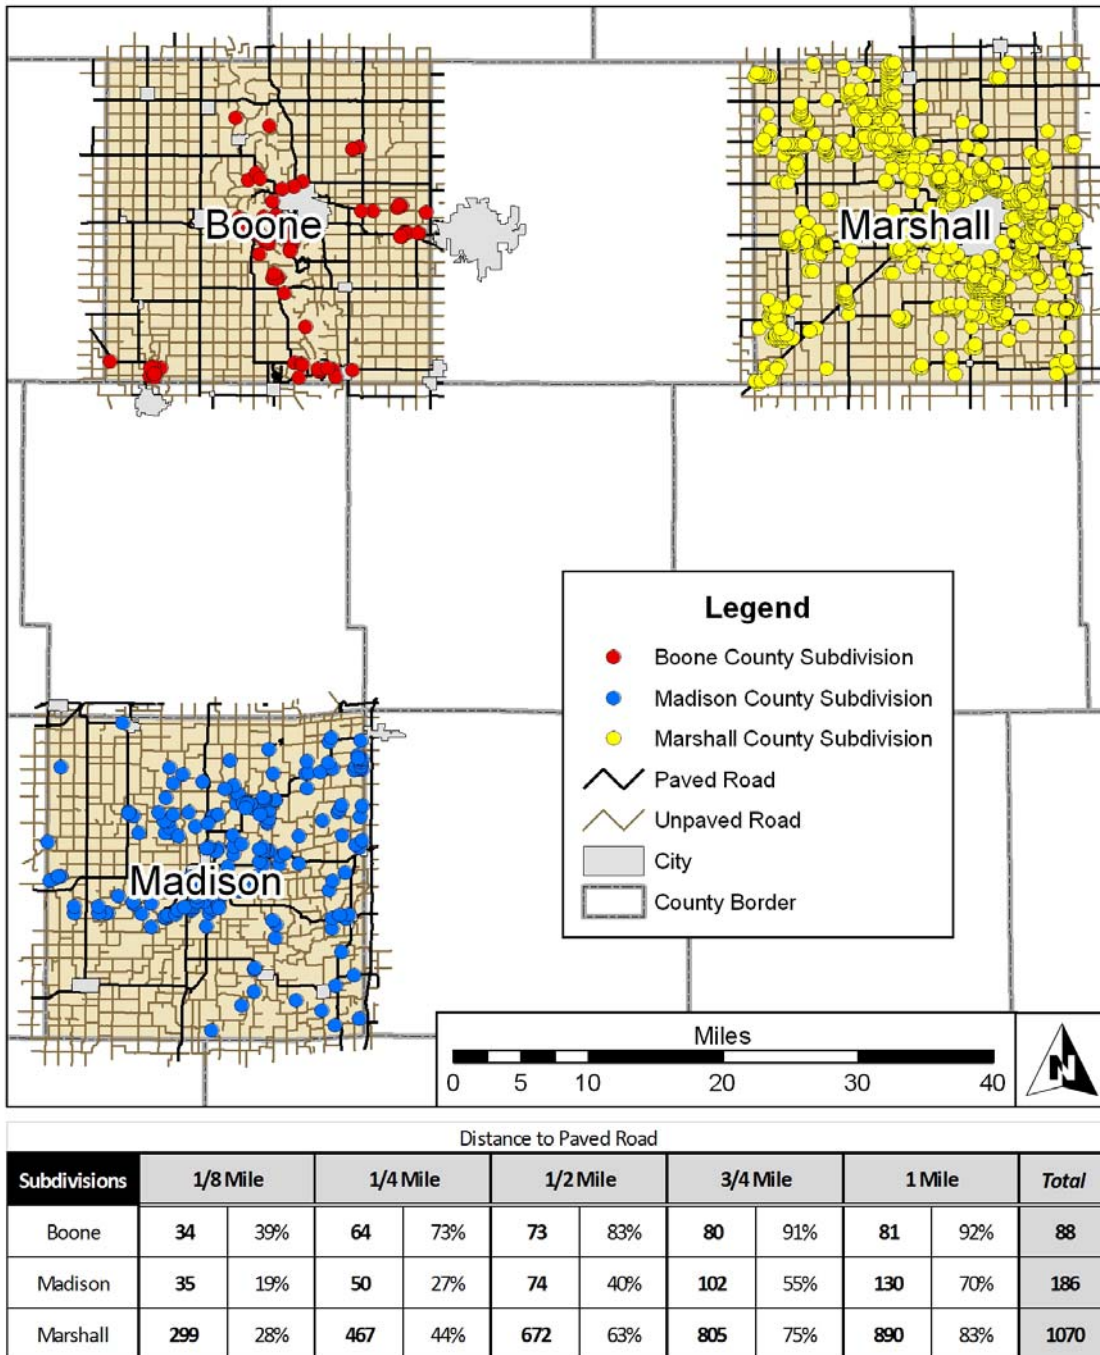 Boone
Marshall
Madison
Legend
Boone County Subdivision
Madison County Subdivision
Marshall County Subdivision
Paved Road
Unpaved Road
City
County Border
Miles
0 5 10 20 30 40
N
Distance to Paved Road
Subdivisions 1/8 Mile 1/4 Mile 1/2 Mile 3/4 Mile 1 Mile Total
Boone 34 39% 64 73% 73 83% 80 91% 81 92% 88
Madison 35 19% 50 27% 74 40% 102 55% 130 70% 186
Marshall 299 28% 467 44% 672 63% 805 75% 890 83% 1070